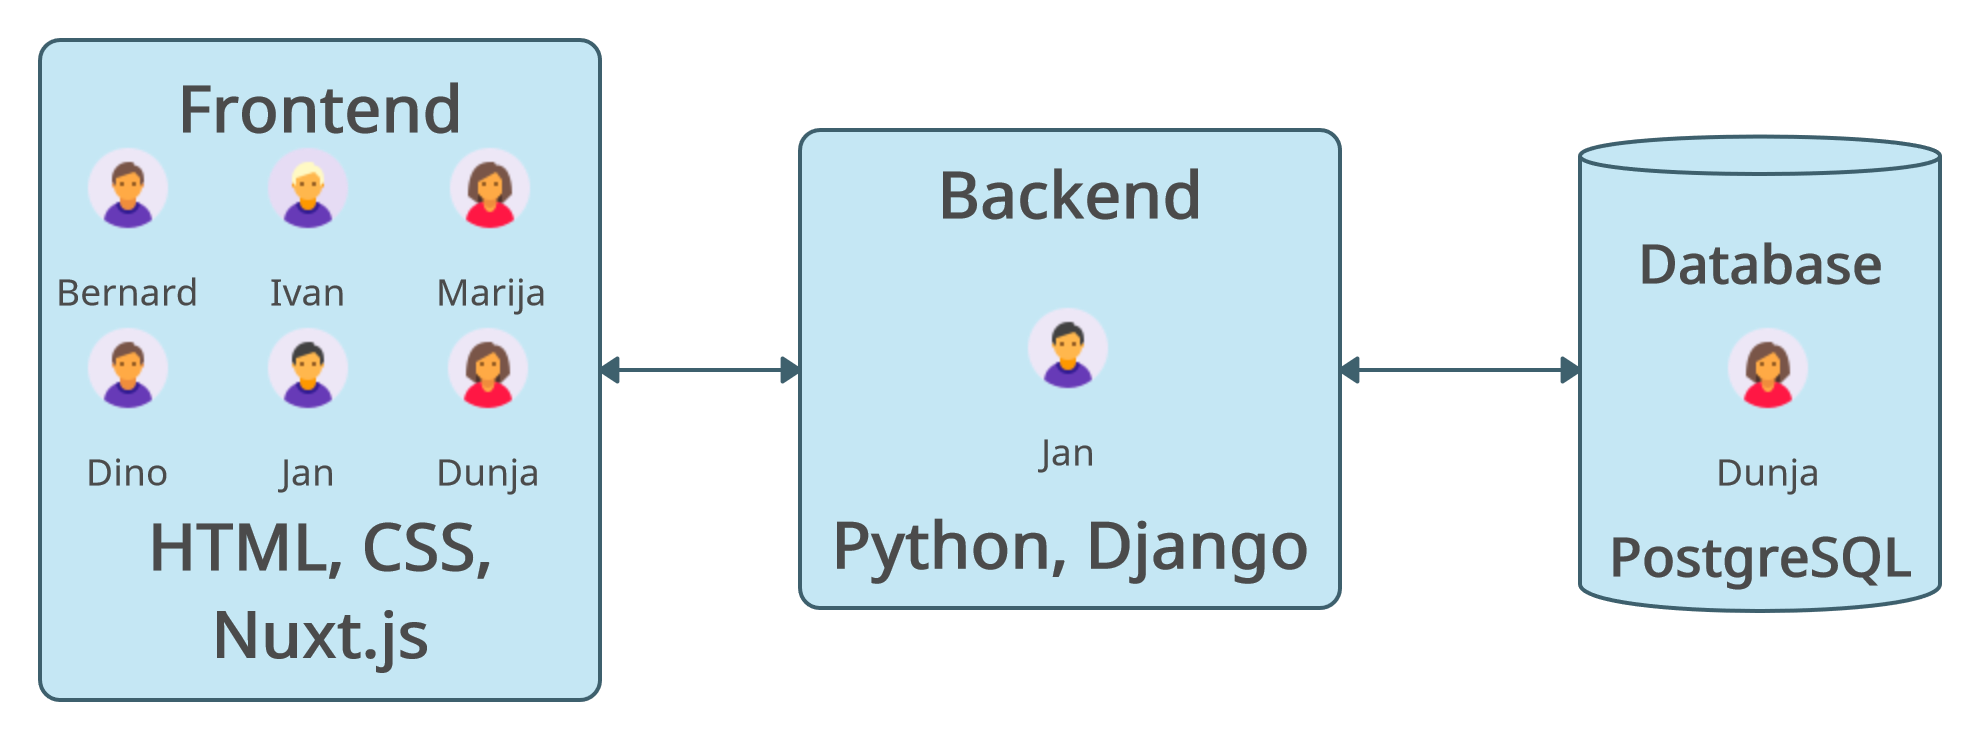 Frontend
Bernard Ivan Marija
Dino Jan Dunja
HTML, CSS,
Nuxt.js
Backend
Jan
Python, Django
Database
Dunja
PostgreSQL